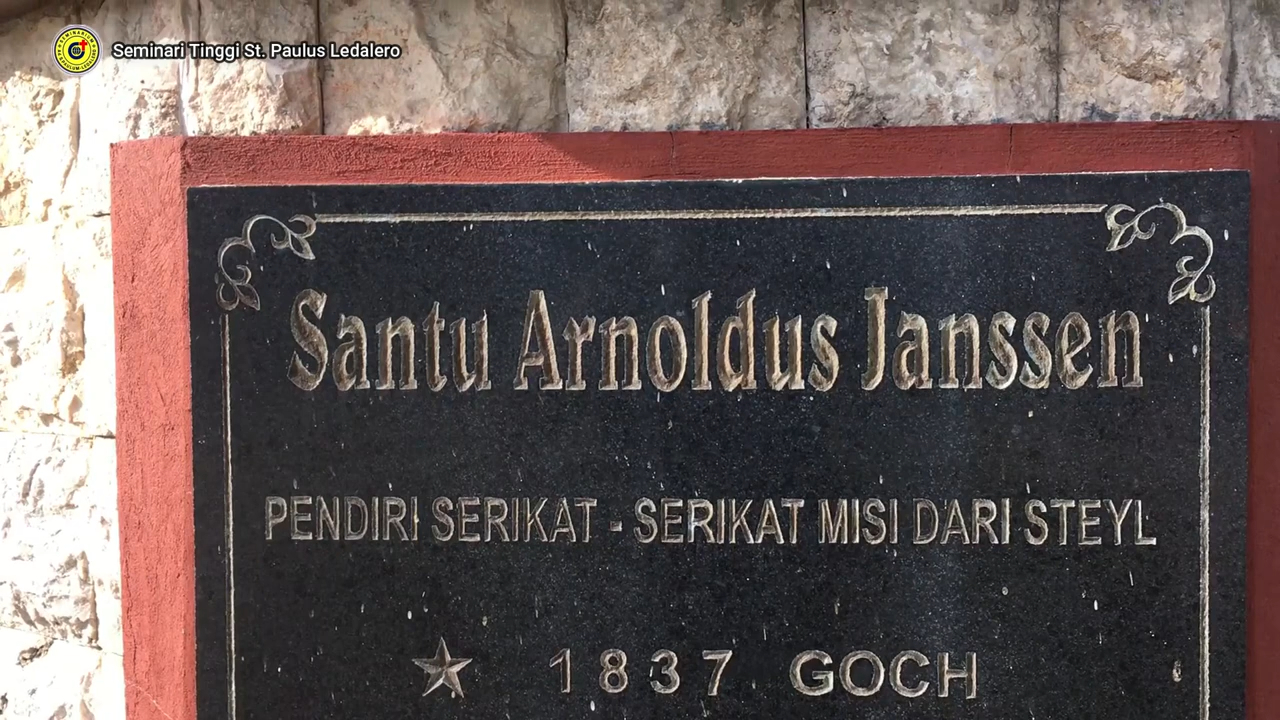 Seminari Tinggi St. Paulus Ledalero
Santu Arnoldus Janssen
PENDIRI SERIKAT - SERIKAT MISI DARI STEYL
1837 GOCH